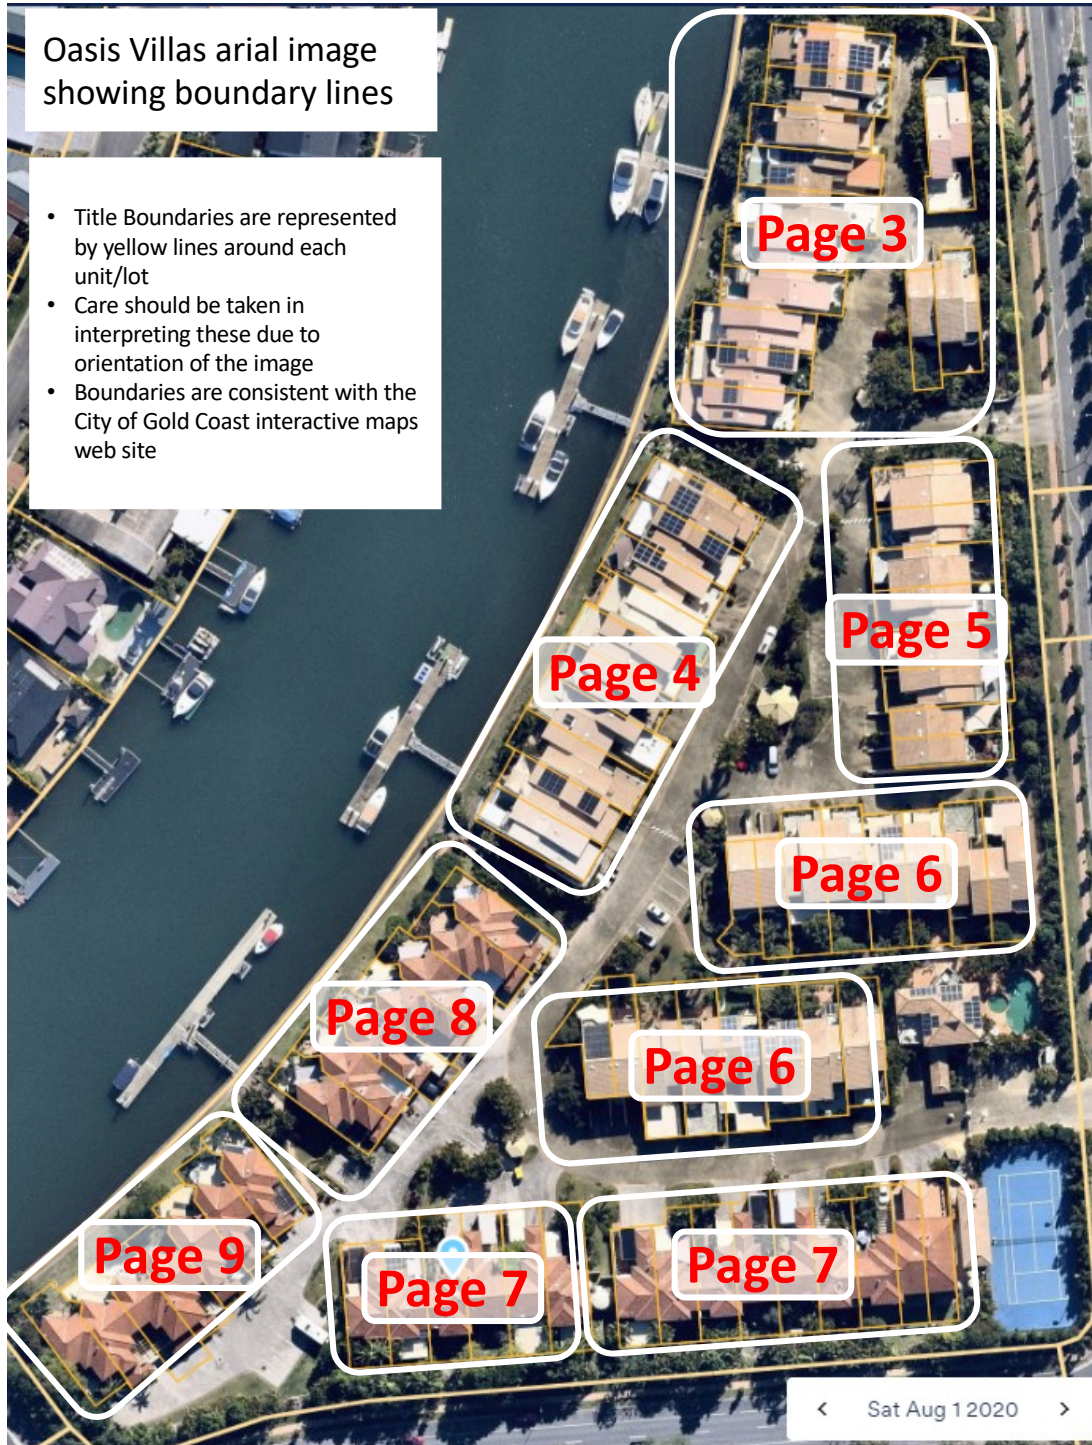 Oasis Villas arial image
showing boundary lines
• Title Boundaries are represented
by yellow lines around each
unit/lot
• Care should be taken in
interpreting these due to
orientation of the image
• Boundaries are consistent with the
City of Gold Coast interactive maps
web site
Page 3
Page 5
Page 4
Page 6
Page 8
Page 6
Page 9
Page 7
Page 7
< Sat Aug 1 2020 >